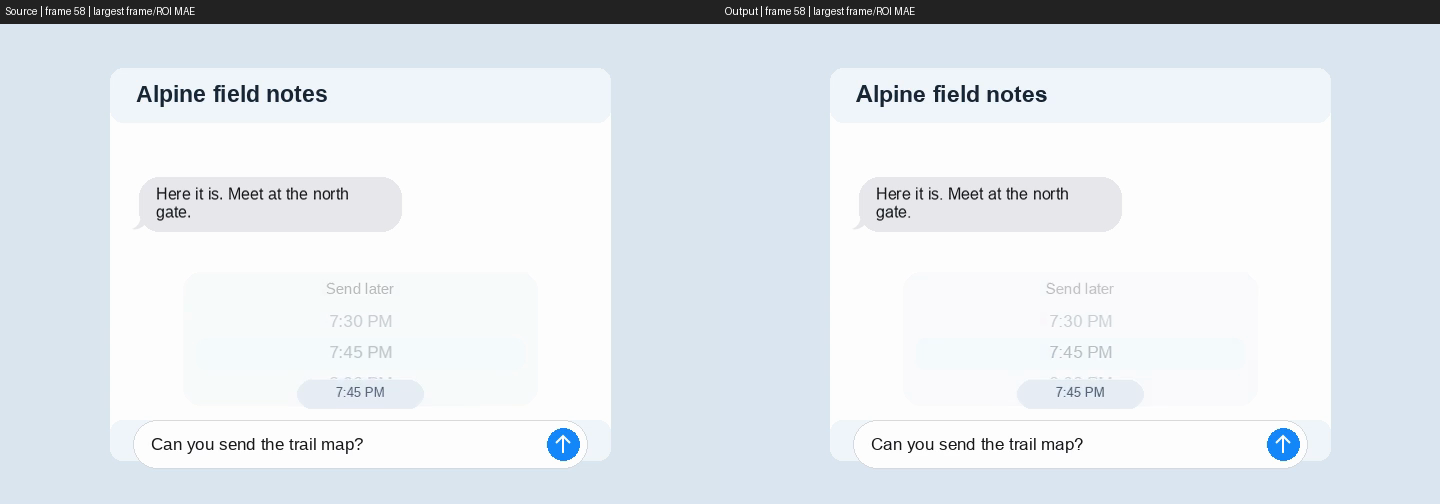 Source | frame 58 | largest frame/ROI MAE
Output | frame 58 | largest frame/ROI MAE
Alpine field notes
Here it is. Meet at the north
gate.
Send later
7:30 PM
7:45 PM
7:45 PM
Can you send the trail map?
Alpine field notes
Here it is. Meet at the north
gate.
Send later
7:30 PM
7:45 PM
7:45 PM
Can you send the trail map?